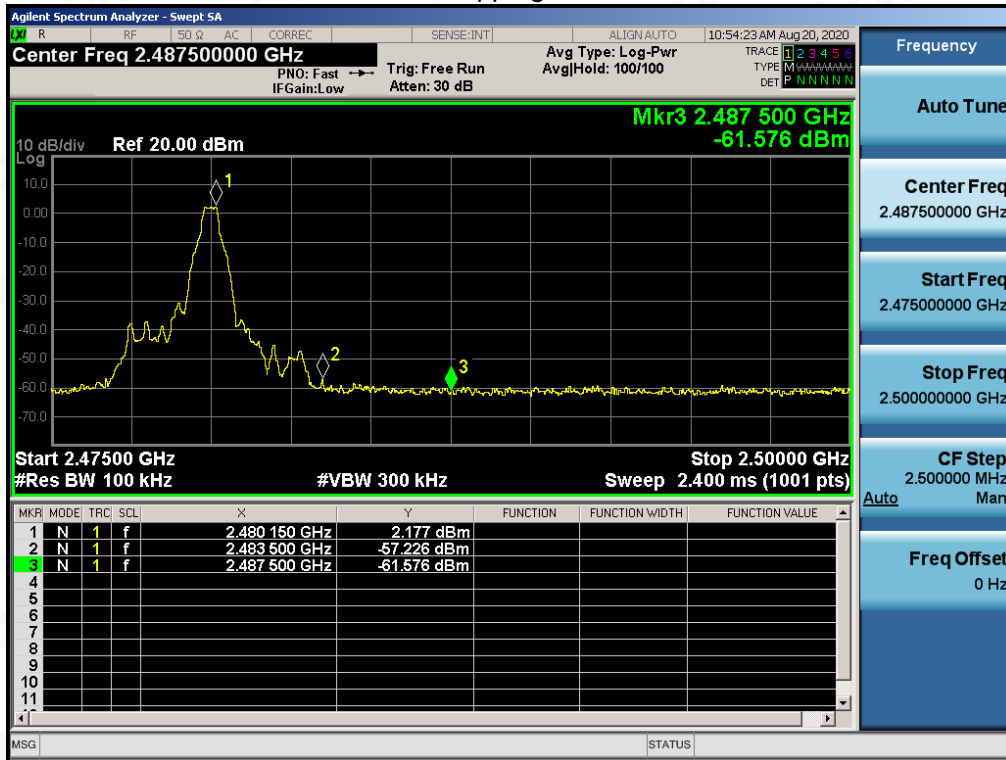 Agilent Spectrum Analyzer - Swept SA
LXI R RF 50 Ω AC CORREC SENSE:INT ALIGN AUTO 10:54:23 AM Aug 20, 2020
Center Freq 2.487500000 GHz
PNO: Fast
IFGain:Low
Trig: Free Run
Atten: 30 dB
Avg Type: Log-Pwr
Avg|Hold: 100/100
TRACE 1 2 3 4 5 6
TYPE M WWWWW
DET P N N N N N
Mkr3 2.487 500 GHz
-61.576 dBm
10 dB/div
Log
Ref 20.00 dBm
10.0
0.00
-10.0
-20.0
-30.0
-40.0
-50.0
-60.0
-70.0
1
2
3
Start 2.47500 GHz Stop 2.50000 GHz
#Res BW 100 kHz #VBW 300 kHz Sweep 2.400 ms (1001 pts)
MKR MODE TRC SCL X Y FUNCTION FUNCTION WIDTH FUNCTION VALUE
1 N 1 f 2.480 150 GHz 2.177 dBm
2 N 1 f 2.483 500 GHz -57.226 dBm
3 N 1 f 2.487 500 GHz -61.576 dBm
4
5
6
7
8
9
10
11
MSG STATUS
Frequency
Auto Tune
Center Freq
2.487500000 GHz
Start Freq
2.475000000 GHz
Stop Freq
2.500000000 GHz
CF Step
2.500000 MHz
Auto Man
Freq Offset
0 Hz